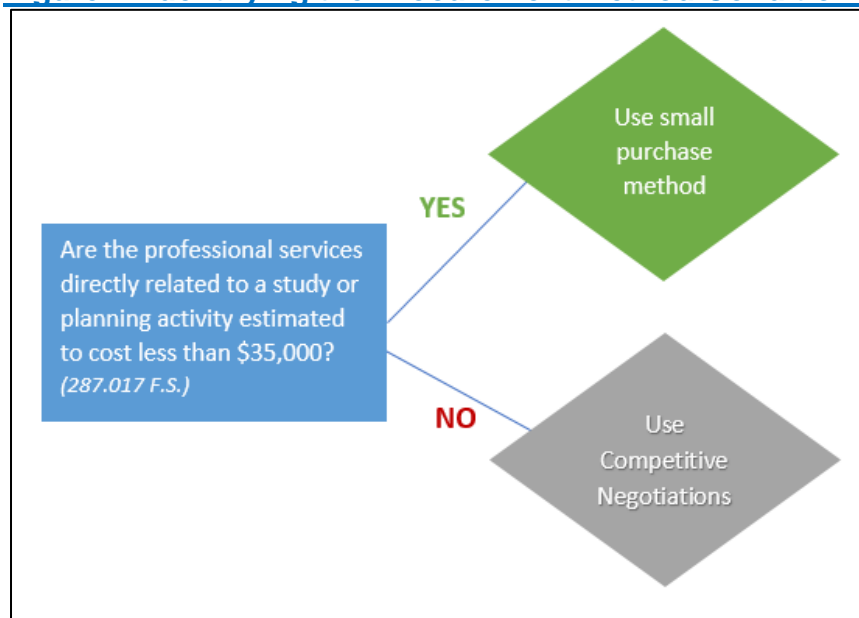 Are the professional services
directly related to a study or
planning activity estimated
to cost less than $35,000?
(287.017 F.S.)
YES
Use small
purchase
method
NO
Use
Competitive
Negotiations